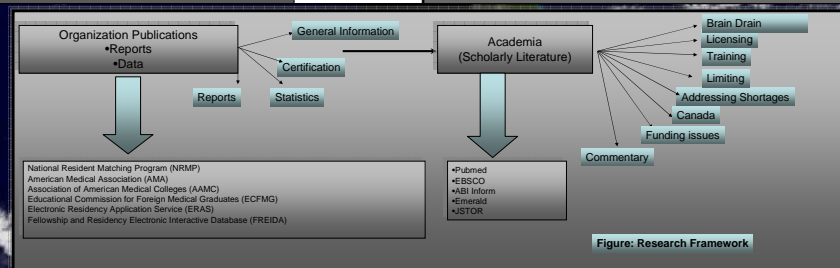 Organization Publications
•Reports
•Data
General Information
Certification
Reports
Statistics
Academia
(Scholarly Literature)
Brain Drain
Licensing
Training
Limiting
Addressing Shortages
Canada
Funding issues
Commentary
National Resident Matching Program (NRMP)
American Medical Association (AMA)
Association of American Medical Colleges (AAMC)
Educational Commission for Foreign Medical Graduates (ECFMG)
Electronic Residency Application Service (ERAS)
Fellowship and Residency Electronic Interactive Database (FREIDA)
•Pubmed
•EBSCO
•ABI Inform
•Emerald
•JSTOR
Figure: Research Framework